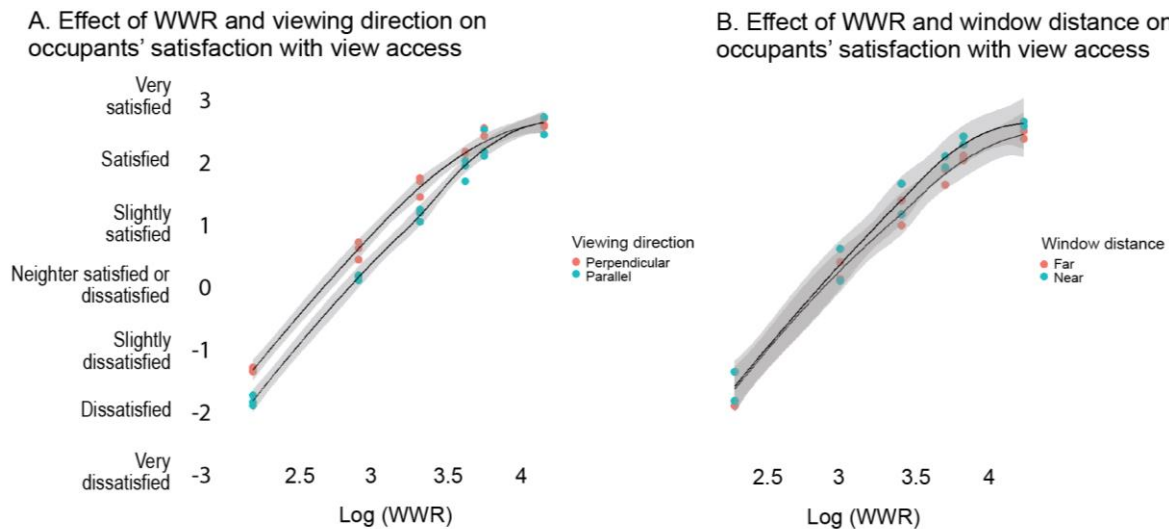 A. Effect of WWR and viewing direction on
occupants’ satisfaction with view access
Very
satisfied
3
Satisfied
2
Slightly
satisfied
1
Neighter satisfied or
dissatisfied
0
Slightly
dissatisfied
-1
Dissatisfied
-2
Very
dissatisfied
-3
2.5 3 3.5 4
Log (WWR)
Viewing direction
Perpendicular
Parallel
B. Effect of WWR and window distance on
occupants’ satisfaction with view access
2.5 3 3.5 4
Log (WWR)
Window distance
Far
Near